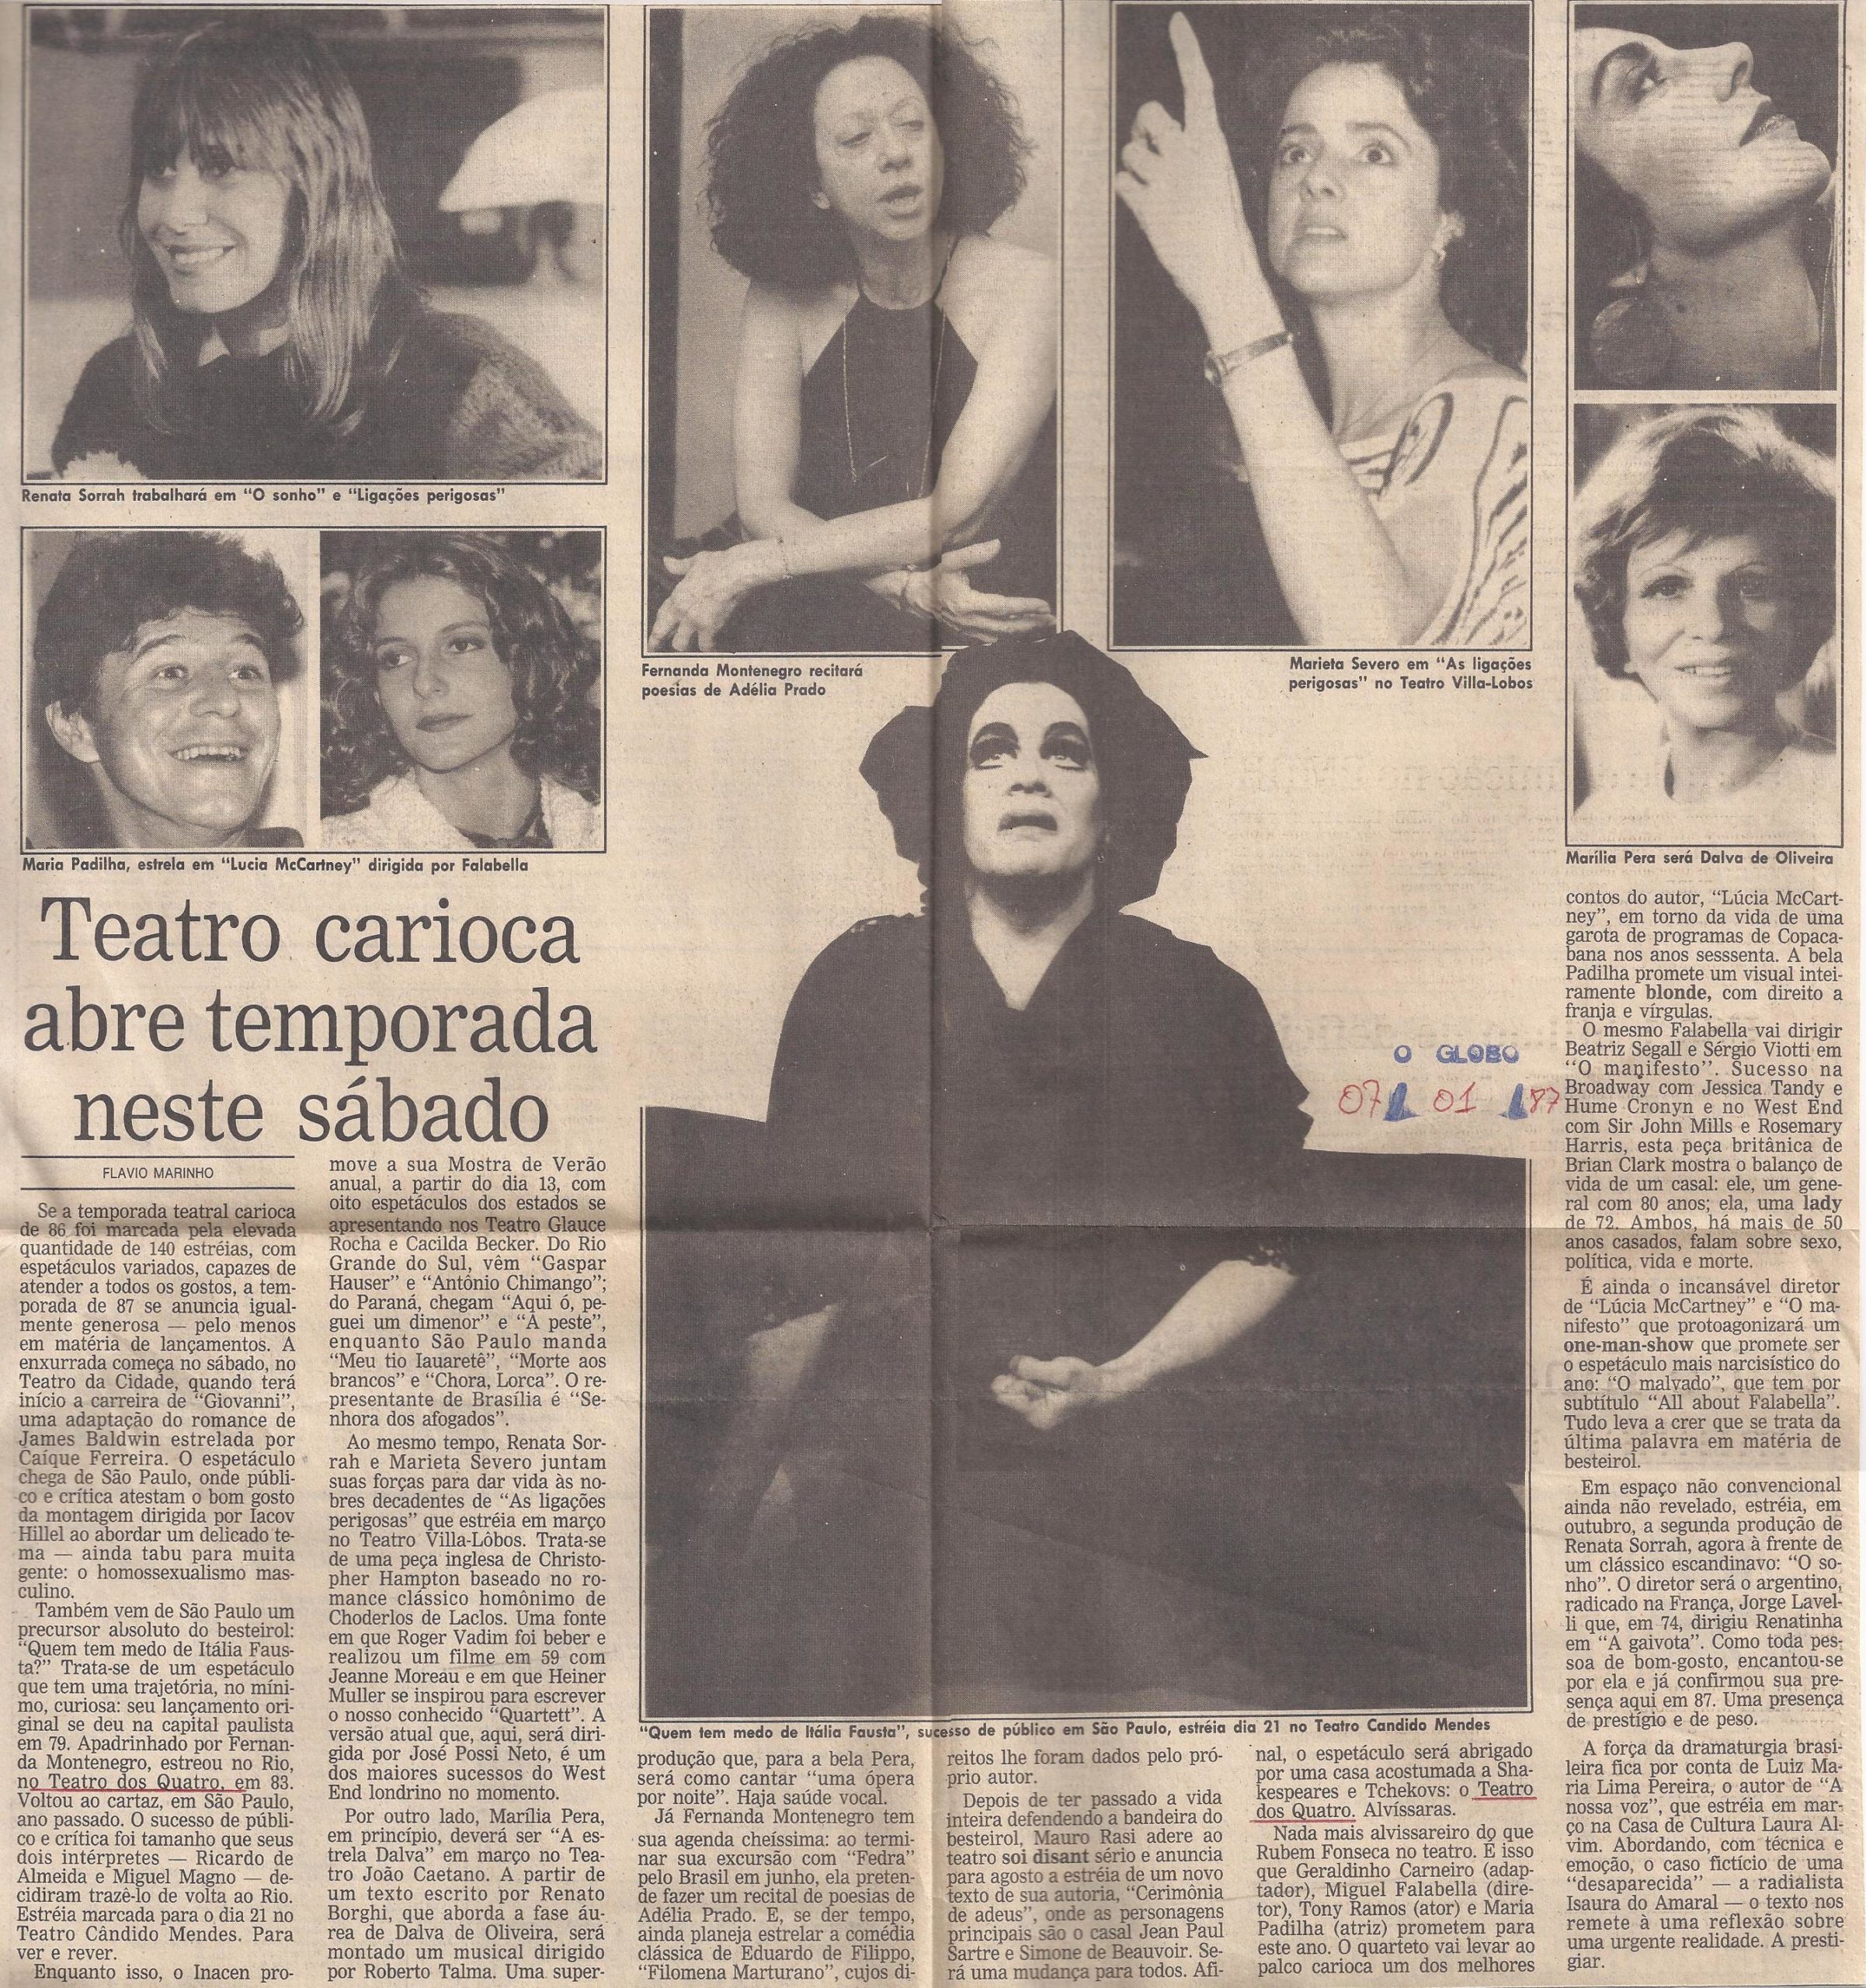 Renata Sorrah trabalhará em “O sonho” e “Ligações perigosas”
Fernanda Montenegro recitará
poesias de Adélia Prado
Marieta Severo em “As ligações
perigosas” no Teatro Villa-Lobos
Marília Pera será Dalva de Oliveira
Maria Padilha, estrela em “Lucia McCartney” dirigida por Falabella
Teatro carioca
abre temporada
neste sábado
O GLOBO
07 01 87
FLAVIO MARINHO
Se a temporada teatral carioca
de 86 foi marcada pela elevada
quantidade de 140 estréias, com
espetáculos variados, capazes de
atender a todos os gostos, a tem-
porada de 87 se anuncia igual-
mente generosa — pelo menos
em matéria de lançamentos. A
enxurrada começa no sábado, no
Teatro da Cidade, quando terá
início a carreira de “Giovanni”,
uma adaptação do romance de
James Baldwin estrelada por
Caíque Ferreira. O espetáculo
chega de São Paulo, onde públi-
co e crítica atestam o bom gosto
da montagem dirigida por Iacov
Hillel ao abordar um delicado te-
ma — ainda tabu para muita
gente: o homossexualismo mas-
culino.
Também vem de São Paulo um
precursor absoluto do besteirol:
“Quem tem medo de Itália Faus-
ta?” Trata-se de um espetáculo
que tem uma trajetória, no míni-
mo, curiosa: seu lançamento ori-
ginal se deu na capital paulista
em 79. Apadrinhado por Fernan-
da Montenegro, estreou no Rio,
no Teatro dos Quatro, em 83.
Voltou ao cartaz, em São Paulo,
ano passado. O sucesso de públi-
co e crítica foi tamanho que seus
dois intérpretes — Ricardo de
Almeida e Miguel Magno — de-
cidiram trazê-lo de volta ao Rio.
Estréia marcada para o dia 21 no
Teatro Cândido Mendes. Para
ver e rever.
Enquanto isso, o Inacen pro-
move a sua Mostra de Verão
anual, a partir do dia 13, com
oito espetáculos dos estados se
apresentando nos Teatro Glauce
Rocha e Cacilda Becker. Do Rio
Grande do Sul, vêm “Gaspar
Hauser” e “Antônio Chimango”;
do Paraná, chegam “Aqui ó, pe-
guei um dimenor” e “A peste”,
enquanto São Paulo manda
“Meu tio Iauaretê”, “Morte aos
brancos” e “Chora, Lorca”. O re-
presentante de Brasília é “Se-
nhora dos afogados”.
Ao mesmo tempo, Renata Sor-
rah e Marieta Severo juntam
suas forças para dar vida às no-
bres decadentes de “As ligações
perigosas” que estréia em março
no Teatro Villa-Lôbos. Trata-se
de uma peça inglesa de Christo-
pher Hampton baseado no ro-
mance clássico homônimo de
Choderlos de Laclos. Uma fonte
em que Roger Vadim foi beber e
realizou um filme em 59 com
Jeanne Moreau e em que Heiner
Muller se inspirou para escrever
o nosso conhecido “Quartett”. A
versão atual que, aqui, será diri-
gida por José Possi Neto, é um
dos maiores sucessos do West
End londrino no momento.
Por outro lado, Marília Pera,
em princípio, deverá ser “A es-
trela Dalva” em março no Tea-
tro João Caetano. A partir de
um texto escrito por Renato
Borghi, que aborda a fase áu-
rea de Dalva de Oliveira, será
montado um musical dirigido
por Roberto Talma. Uma super-
“Quem tem medo de Itália Fausta”, sucesso de público em São Paulo, estréia dia 21 no Teatro Candido Mendes
produção que, para a bela Pera,
será como cantar “uma ópera
por noite”. Haja saúde vocal.
Já Fernanda Montenegro tem
sua agenda cheíssima: ao termi-
nar sua excursão com “Fedra”
pelo Brasil em junho, ela preten-
de fazer um recital de poesias de
Adélia Prado. E, se der tempo,
ainda planeja estrelar a comédia
clássica de Eduardo de Filippo,
“Filomena Marturano”, cujos di-
reitos lhe foram dados pelo pró-
prio autor.
Depois de ter passado a vida
inteira defendendo a bandeira do
besteirol, Mauro Rasi adere ao
teatro soi disant sério e anuncia
para agosto a estréia de um novo
texto de sua autoria, “Cerimônia
de adeus”, onde as personagens
principais são o casal Jean Paul
Sartre e Simone de Beauvoir. Se-
rá uma mudança para todos. Afi-
nal, o espetáculo será abrigado
por uma casa acostumada a Sha-
kespeares e Tchekovs: o Teatro
dos Quatro. Alvíssaras.
Nada mais alvissareiro do que
Rubem Fonseca no teatro. E isso
que Geraldinho Carneiro (adap-
tador), Miguel Falabella (dire-
tor), Tony Ramos (ator) e Maria
Padilha (atriz) prometem para
este ano. O quarteto vai levar ao
palco carioca um dos melhores
contos do autor, “Lúcia McCart-
ney”, em torno da vida de uma
garota de programas de Copaca-
bana nos anos sesssenta. A bela
Padilha promete um visual intei-
ramente blonde, com direito a
franja e vírgulas.
O mesmo Falabella vai dirigir
Beatriz Segall e Sérgio Viotti em
“O manifesto”. Sucesso na
Broadway com Jessica Tandy e
Hume Cronyn e no West End
com Sir John Mills e Rosemary
Harris, esta peça britânica de
Brian Clark mostra o balanço de
vida de um casal: ele, um gene-
ral com 80 anos; ela, uma lady
de 72. Ambos, há mais de 50
anos casados, falam sobre sexo,
política, vida e morte.
É ainda o incansável diretor
de “Lúcia McCartney” e “O ma-
nifesto” que protoagonizará um
one-man-show que promete ser
o espetáculo mais narcisístico do
ano: “O malvado”, que tem por
subtítulo “All about Falabella”.
Tudo leva a crer que se trata da
última palavra em matéria de
besteirol.
Em espaço não convencional
ainda não revelado, estréia, em
outubro, a segunda produção de
Renata Sorrah, agora à frente de
um clássico escandinavo: “O so-
nho”. O diretor será o argentino,
radicado na França, Jorge Lavel-
li que, em 74, dirigiu Renatinha
em “A gaivota”. Como toda pes-
soa de bom-gosto, encantou-se
por ela e já confirmou sua pre-
sença aqui em 87. Uma presença
de prestígio e de peso.
A força da dramaturgia brasi-
leira fica por conta de Luiz Ma-
ria Lima Pereira, o autor de “A
nossa voz”, que estréia em mar-
ço na Casa de Cultura Laura Al-
vim. Abordando, com técnica e
emoção, o caso fictício de uma
“desaparecida” — a radialista
Isaura do Amaral — o texto nos
remete à uma reflexão sobre
uma urgente realidade. A presti-
giar.